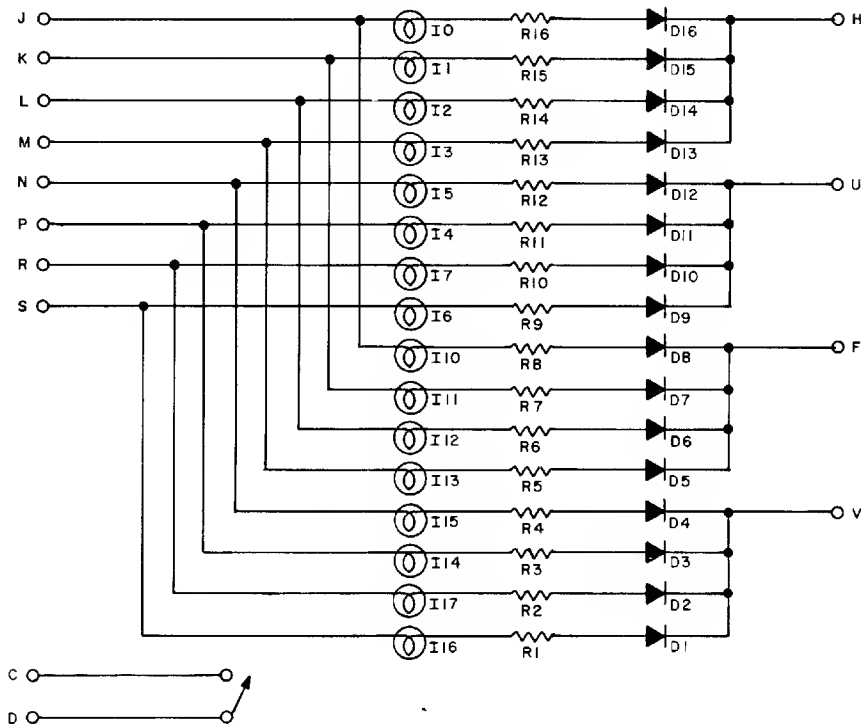 J I0 R16 D16 H
K I1 R15 D15
L I2 R14 D14
M I3 R13 D13
N I5 R12 D12 U
P I4 R11 D11
R I7 R10 D10
S I6 R9 D9
I10 R8 D8 F
I11 R7 D7
I12 R6 D6
I13 R5 D5
I15 R4 D4 V
I14 R3 D3
I17 R2 D2
I16 R1 D1
C
D